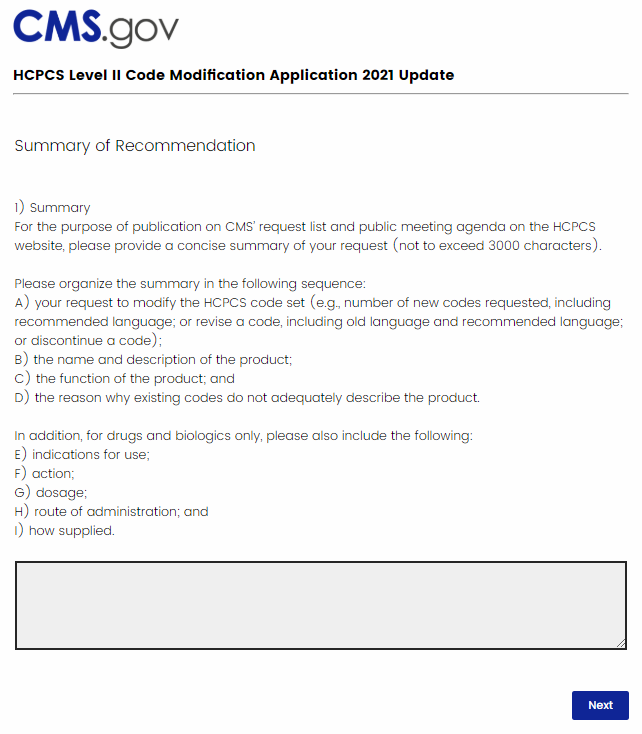 CMS.gov
HCPCS Level II Code Modification Application 2021 Update
Summary of Recommendation
1) Summary
For the purpose of publication on CMS' request list and public meeting agenda on the HCPCS
website, please provide a concise summary of your request (not to exceed 3000 characters).
Please organize the summary in the following sequence:
A) your request to modify the HCPCS code set (e.g., number of new codes requested, including
recommended language; or revise a code, including old language and recommended language;
or discontinue a code);
B) the name and description of the product;
C) the function of the product; and
D) the reason why existing codes do not adequately describe the product.
In addition, for drugs and biologics only, please also include the following:
E) indications for use;
F) action;
G) dosage;
H) route of administration; and
I) how supplied.
Next